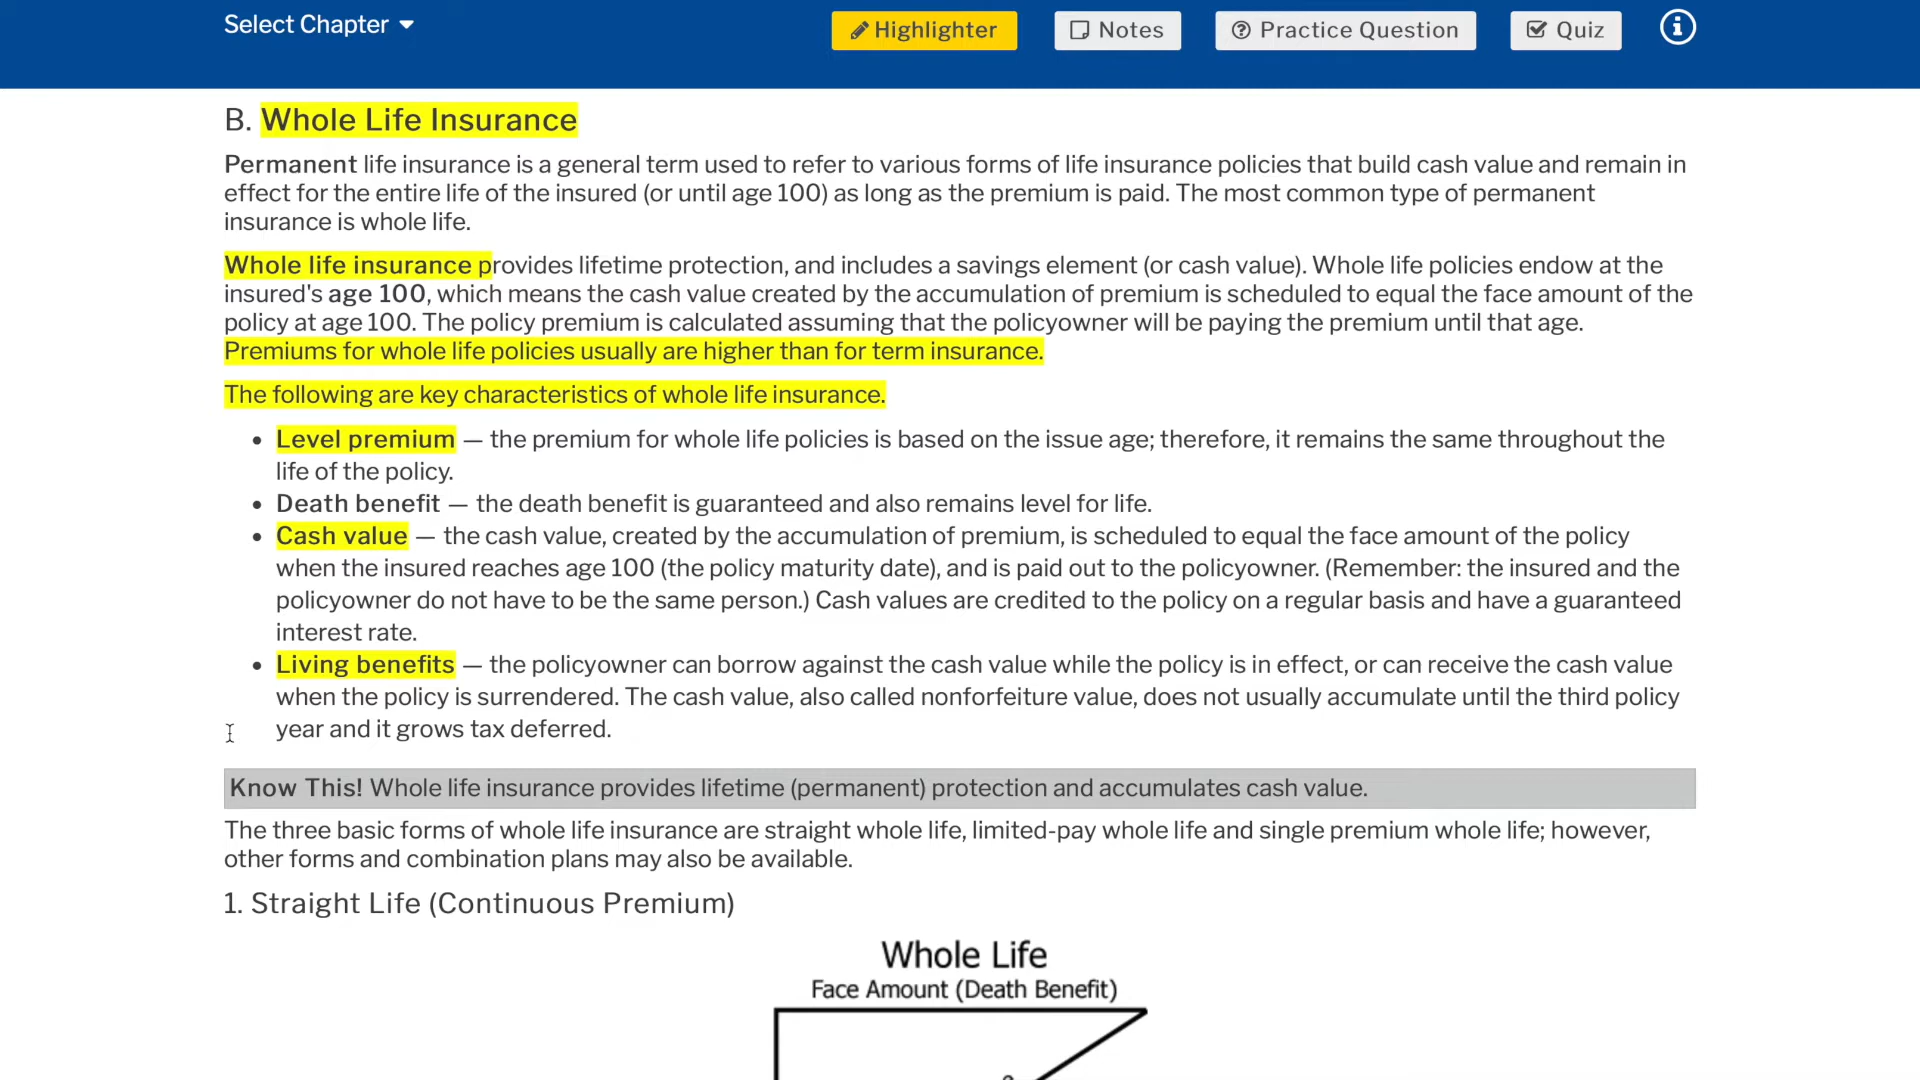 Select Chapter
Highlighter
Notes
Practice Question
Quiz
B. Whole Life Insurance
Permanent life insurance is a general term used to refer to various forms of life insurance policies that build cash value and remain in
effect for the entire life of the insured (or until age 100) as long as the premium is paid. The most common type of permanent
insurance is whole life.
Whole life insurance provides lifetime protection, and includes a savings element (or cash value). Whole life policies endow at the
insured's age 100, which means the cash value created by the accumulation of premium is scheduled to equal the face amount of the
policy at age 100. The policy premium is calculated assuming that the policyowner will be paying the premium until that age.
Premiums for whole life policies usually are higher than for term insurance.
The following are key characteristics of whole life insurance.
• Level premium — the premium for whole life policies is based on the issue age; therefore, it remains the same throughout the
life of the policy.
• Death benefit — the death benefit is guaranteed and also remains level for life.
• Cash value — the cash value, created by the accumulation of premium, is scheduled to equal the face amount of the policy
when the insured reaches age 100 (the policy maturity date), and is paid out to the policyowner. (Remember: the insured and the
policyowner do not have to be the same person.) Cash values are credited to the policy on a regular basis and have a guaranteed
interest rate.
• Living benefits — the policyowner can borrow against the cash value while the policy is in effect, or can receive the cash value
when the policy is surrendered. The cash value, also called nonforfeiture value, does not usually accumulate until the third policy
year and it grows tax deferred.
Know This! Whole life insurance provides lifetime (permanent) protection and accumulates cash value.
The three basic forms of whole life insurance are straight whole life, limited-pay whole life and single premium whole life; however,
other forms and combination plans may also be available.
1. Straight Life (Continuous Premium)
Whole Life
Face Amount (Death Benefit)